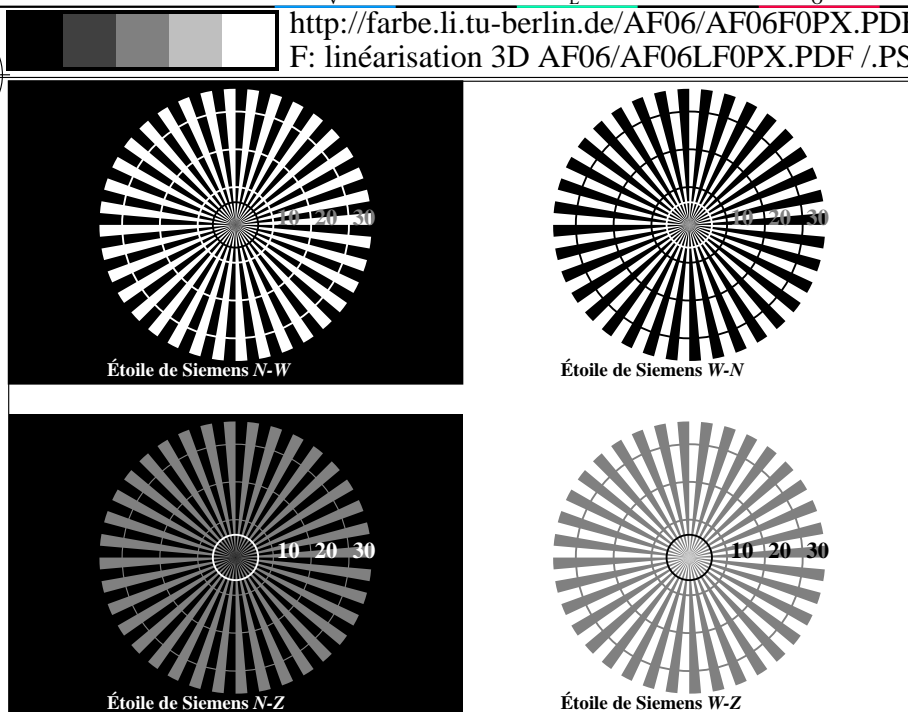 http://farbe.li.tu-berlin.de/AF06/AF06F0PX.PDF
F: linéarisation 3D AF06/AF06LF0PX.PDF /.PS
10 20 30
Étoile de Siemens N-W
10 20 30
Étoile de Siemens W-N
10 20 30
Étoile de Siemens N-Z
10 20 30
Étoile de Siemens W-Z